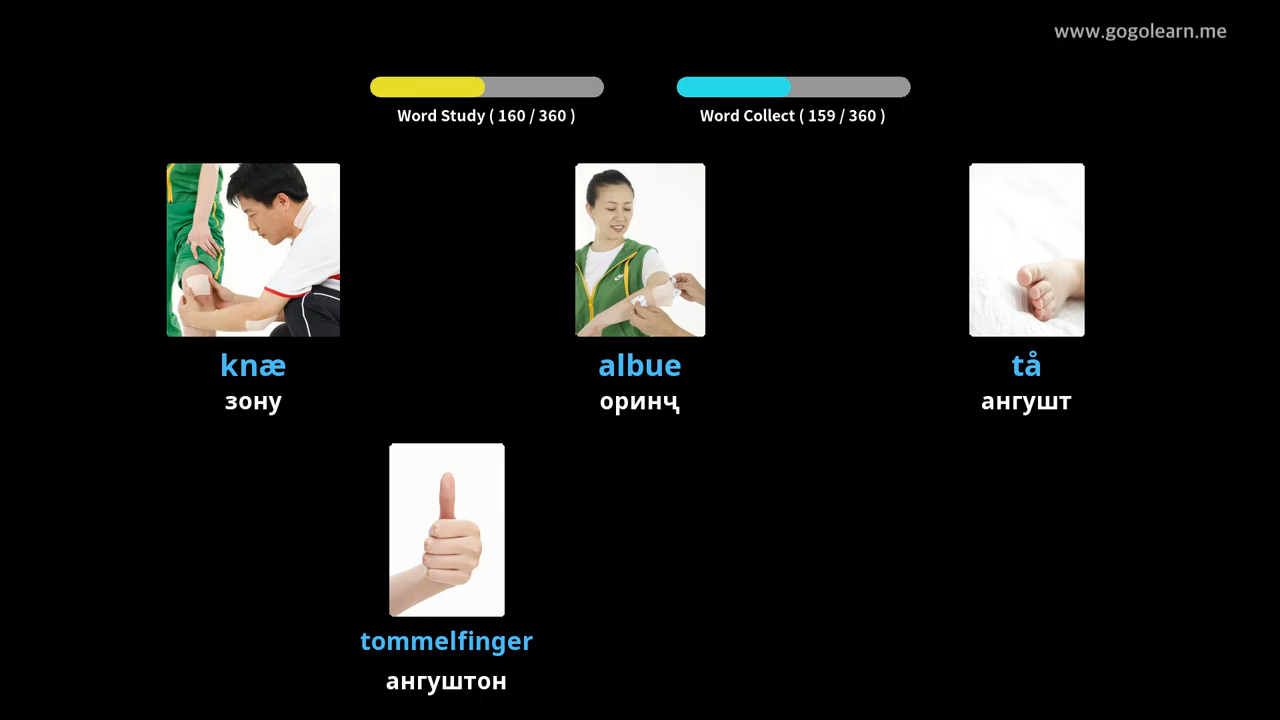 www.gogolearn.me
Word Study ( 160 / 360 )
Word Collect ( 159 / 360 )
knæ
albue
tå
зону
оринҷ
ангушт
tommelfinger
ангуштон